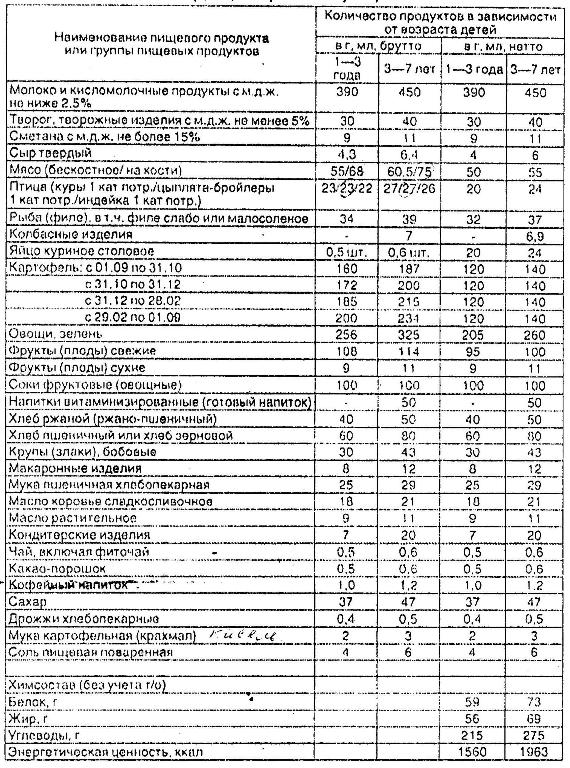 Наименование пищевого продукта или группы пищевых продуктов Количество продуктов в зависимости от возраста детей
в г, мл, брутто в г, мл, нетто
1—3 года 3—7 лет 1—3 года 3—7 лет
Молоко и кисломолочные продукты с м.д.ж. не ниже 2,5% 390 450 390 450
Творог, творожные изделия с м.д.ж. не менее 5% 30 40 30 40
Сметана с м.д.ж. не более 15% 9 11 9 11
Сыр твердый 4,3 6,4 4 6
Мясо (бескостное/ на кости) 55/68 60,5/75 50 55
Птица (куры 1 кат потр./цыплята-бройлеры 1 кат потр./индейка 1 кат потр.) 23/23/22 27/27/26 20 24
Рыба (филе), в т.ч. филе слабо или малосоленое 34 39 32 37
Колбасные изделия - 7 - 6,9
Яйцо куриное столовое 0,5 шт. 0,6 шт. 20 24
Картофель: с 01.09 по 31.10 160 187 120 140
с 31.10 по 31.12 172 200 120 140
с 31.12 по 28.02 185 215 120 140
с 29.02 по 01.09 200 234 120 140
Овощи, зелень 256 325 205 260
Фрукты (плоды) свежие 108 114 95 100
Фрукты (плоды) сухие 9 11 9 11
Соки фруктовые (овощные) 100 100 100 100
Напитки витаминизированные (готовый напиток) - 50 - 50
Хлеб ржаной (ржано-пшеничный) 40 50 40 50
Хлеб пшеничный или хлеб зерновой 60 80 60 80
Крупы (злаки), бобовые 30 43 30 43
Макаронные изделия 8 12 8 12
Мука пшеничная хлебопекарная 25 29 25 29
Масло коровье сладкосливочное 18 21 18 21
Масло растительное 9 11 9 11
Кондитерские изделия 7 20 7 20
Чай, включая фиточай 0,5 0,6 0,5 0,6
Какао-порошок 0,5 0,6 0,5 0,6
Кофейный напиток 1,0 1,2 1,0 1,2
Сахар 37 47 37 47
Дрожжи хлебопекарные 0,4 0,5 0,4 0,5
Мука картофельная (крахмал) Кисели 2 3 2 3
Соль пищевая поваренная 4 6 4 6
Химсостав (без учета т/о)
Белок, г 59 73
Жир, г 56 69
Углеводы, г 215 275
Энергетическая ценность, ккал 1560 1963